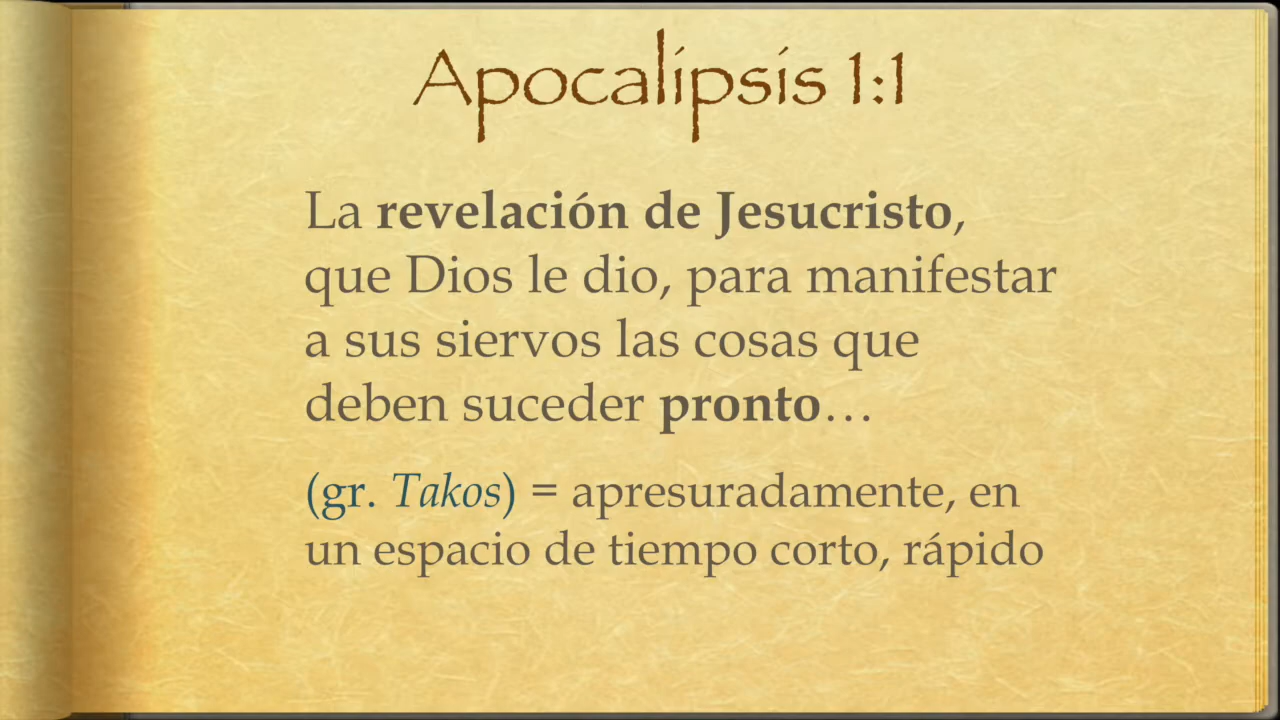 Apocalipsis 1:1
La revelación de Jesucristo,
que Dios le dio, para manifestar
a sus siervos las cosas que
deben suceder pronto…
(gr. Takos) = apresuradamente, en
un espacio de tiempo corto, rápido